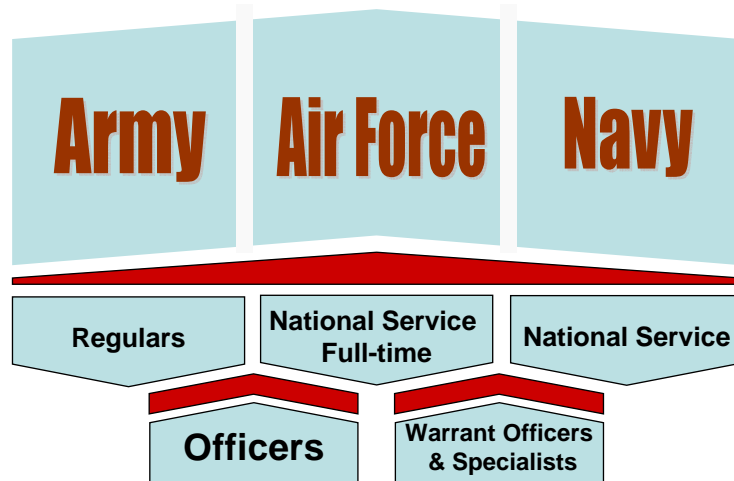 Army
Air Force
Navy
Regulars
National Service
Full-time
National Service
Officers
Warrant Officers
& Specialists